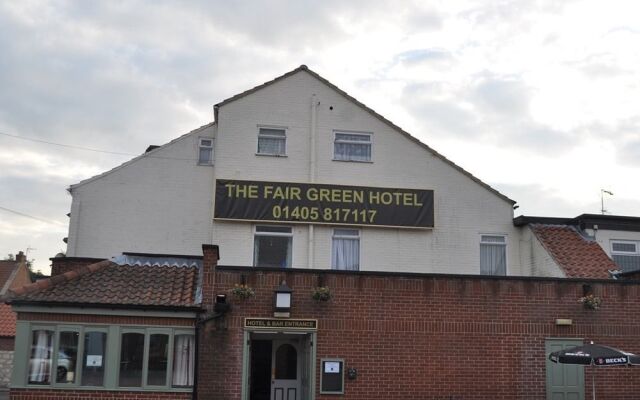 THE FAIR GREEN HOTEL
01405 817117
HOTEL & BAR ENTRANCE
BECK'S